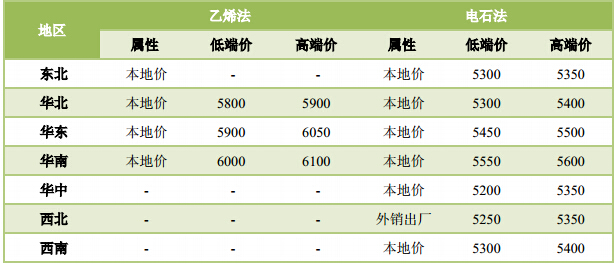 地区 乙烯法 电石法
属性 低端价 高端价 属性 低端价 高端价
东北 本地价 - - 本地价 5300 5350
华北 本地价 5800 5900 本地价 5300 5400
华东 本地价 5900 6050 本地价 5450 5500
华南 本地价 6000 6100 本地价 5550 5600
华中 - - - 本地价 5200 5350
西北 - - - 外销出厂 5250 5350
西南 - - - 本地价 5300 5400